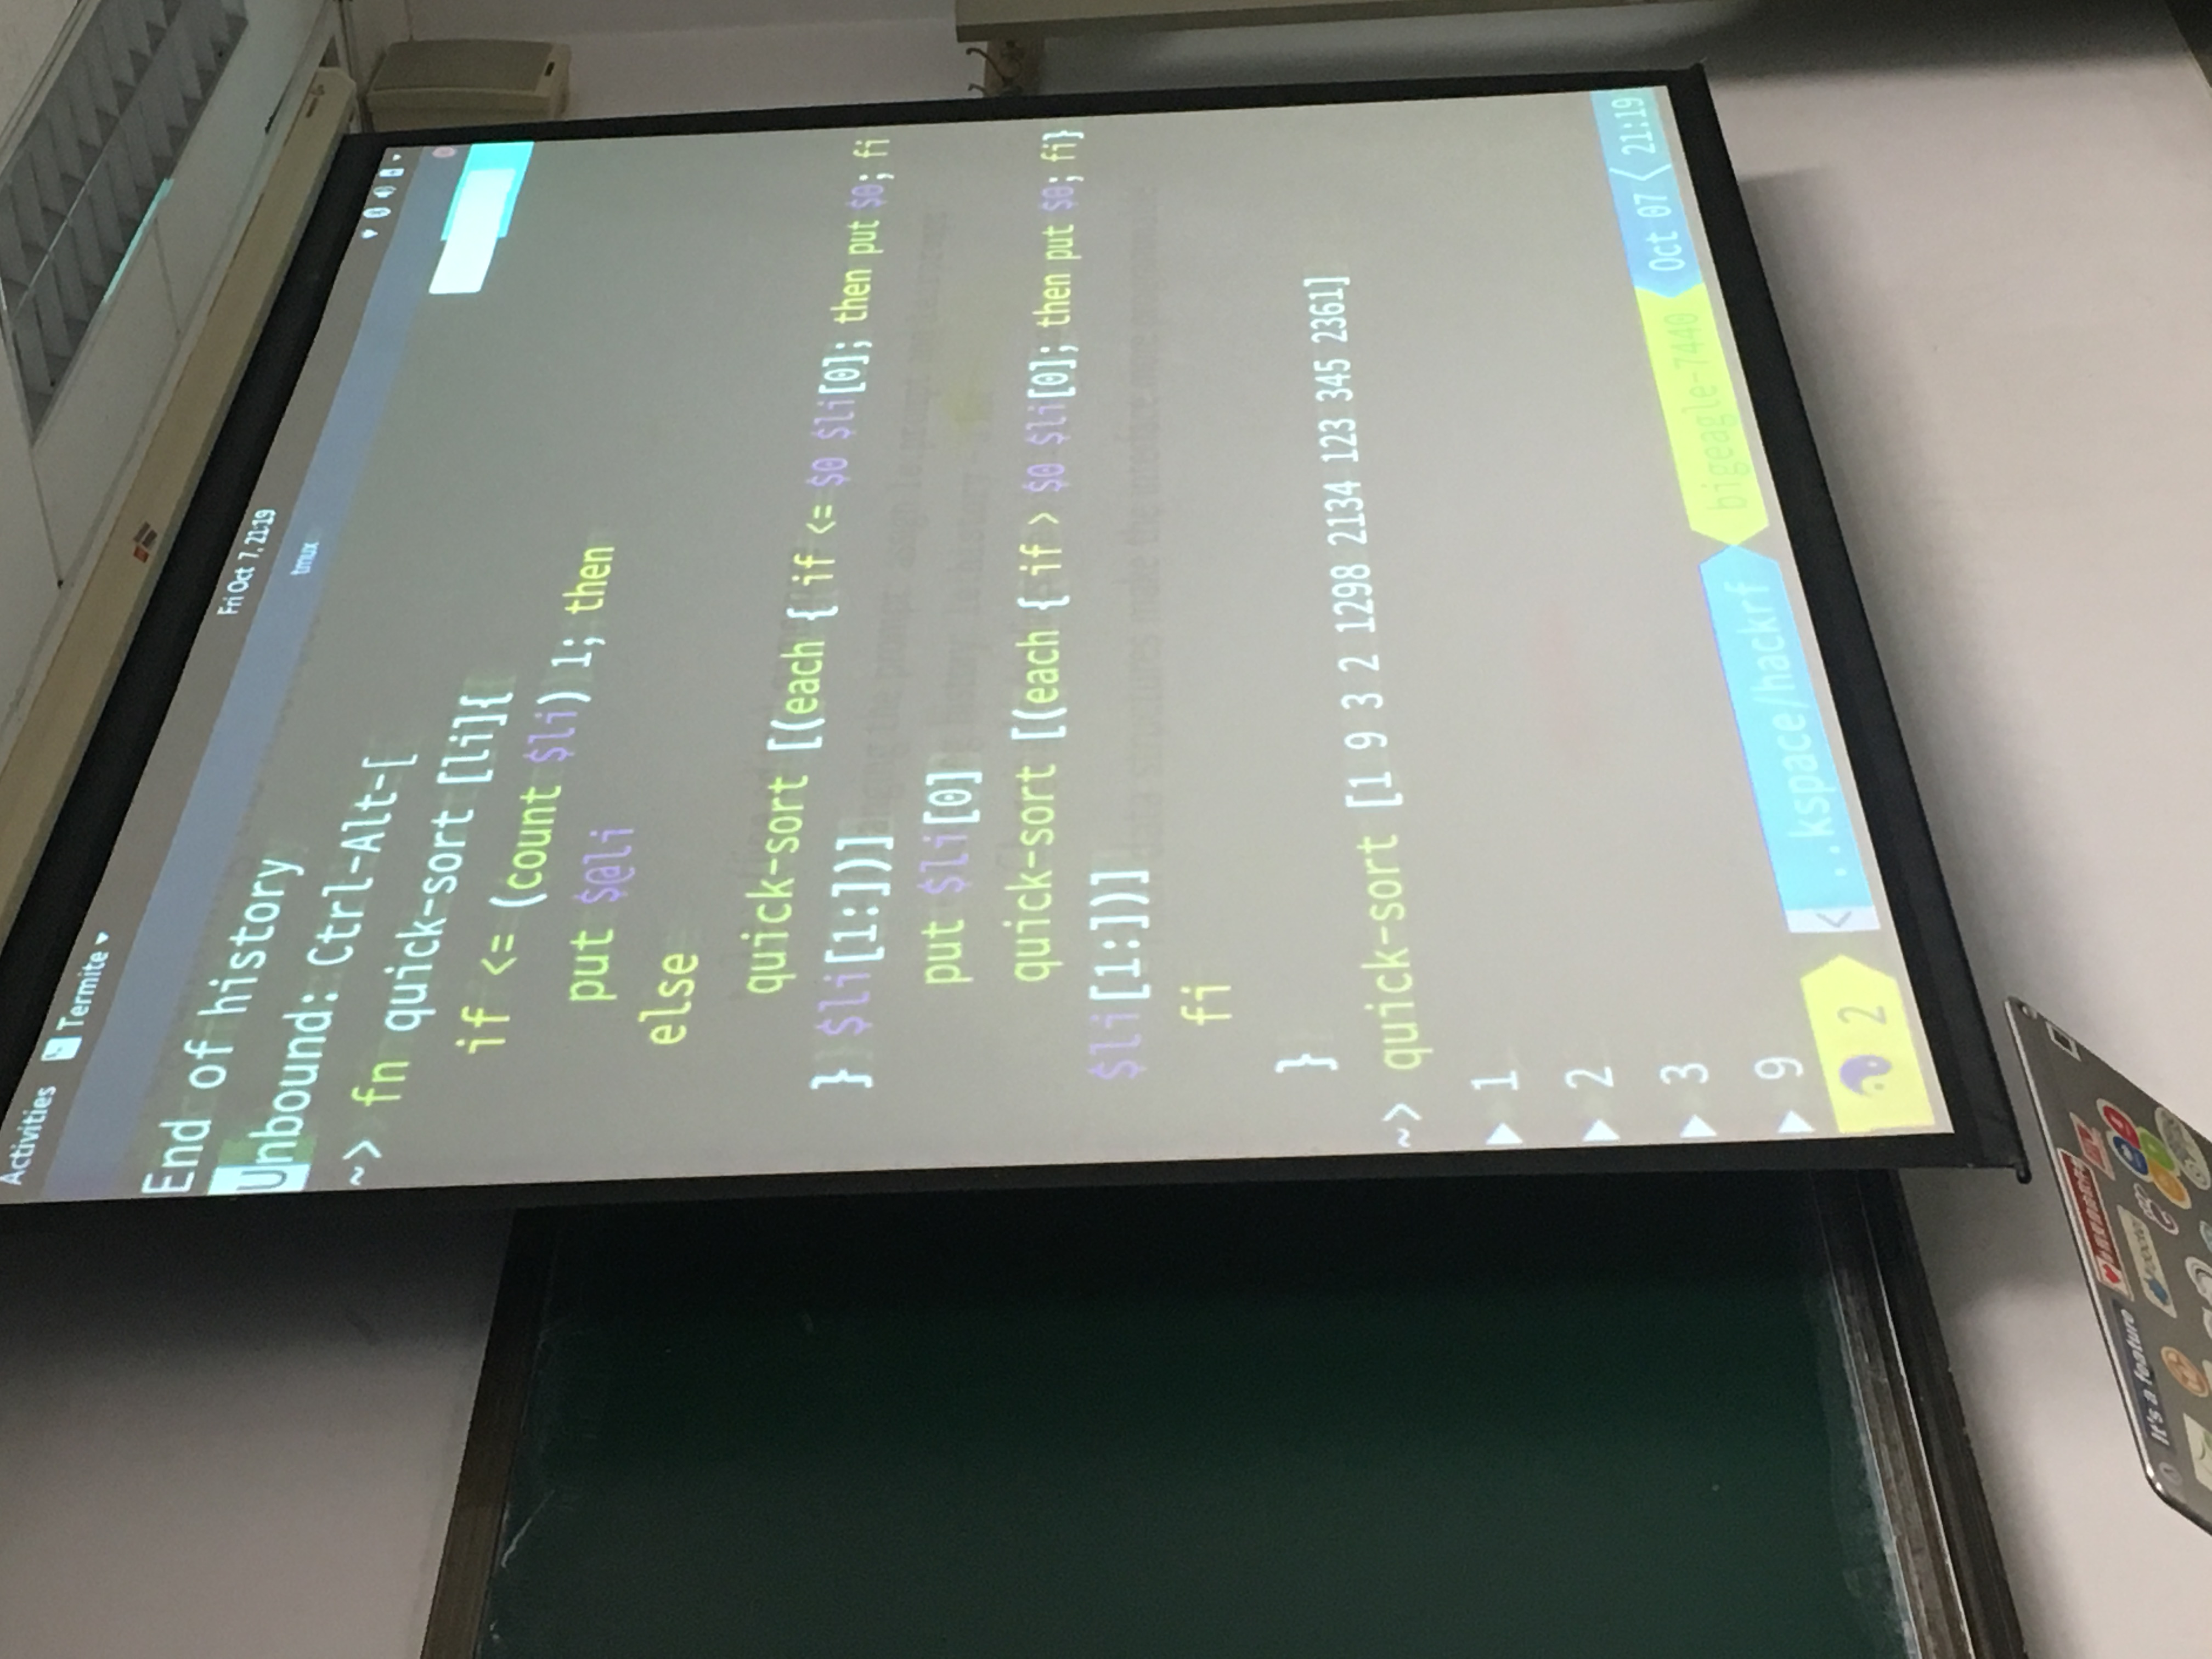 Activities Termite
Fri Oct 7, 21:19
tmux
End of history
Unbound: Ctrl-Alt-[
~> fn quick-sort [li]{
if <= (count $li) 1; then
put $@li
else
quick-sort [(each { if <= $0 $li[0]; then put $0; fi
} $li[1:])]
put $li[0]
quick-sort [(each { if > $0 $li[0]; then put $0; fi}
$li[1:])]
fi
}
~> quick-sort [1 9 3 2 1298 2134 123 345 2361]
▶ 1
▶ 2
▶ 3
▶ 9
2 < ..kspace/hackrf bigeagle-7440 Oct 07 < 21:19
It's a feature